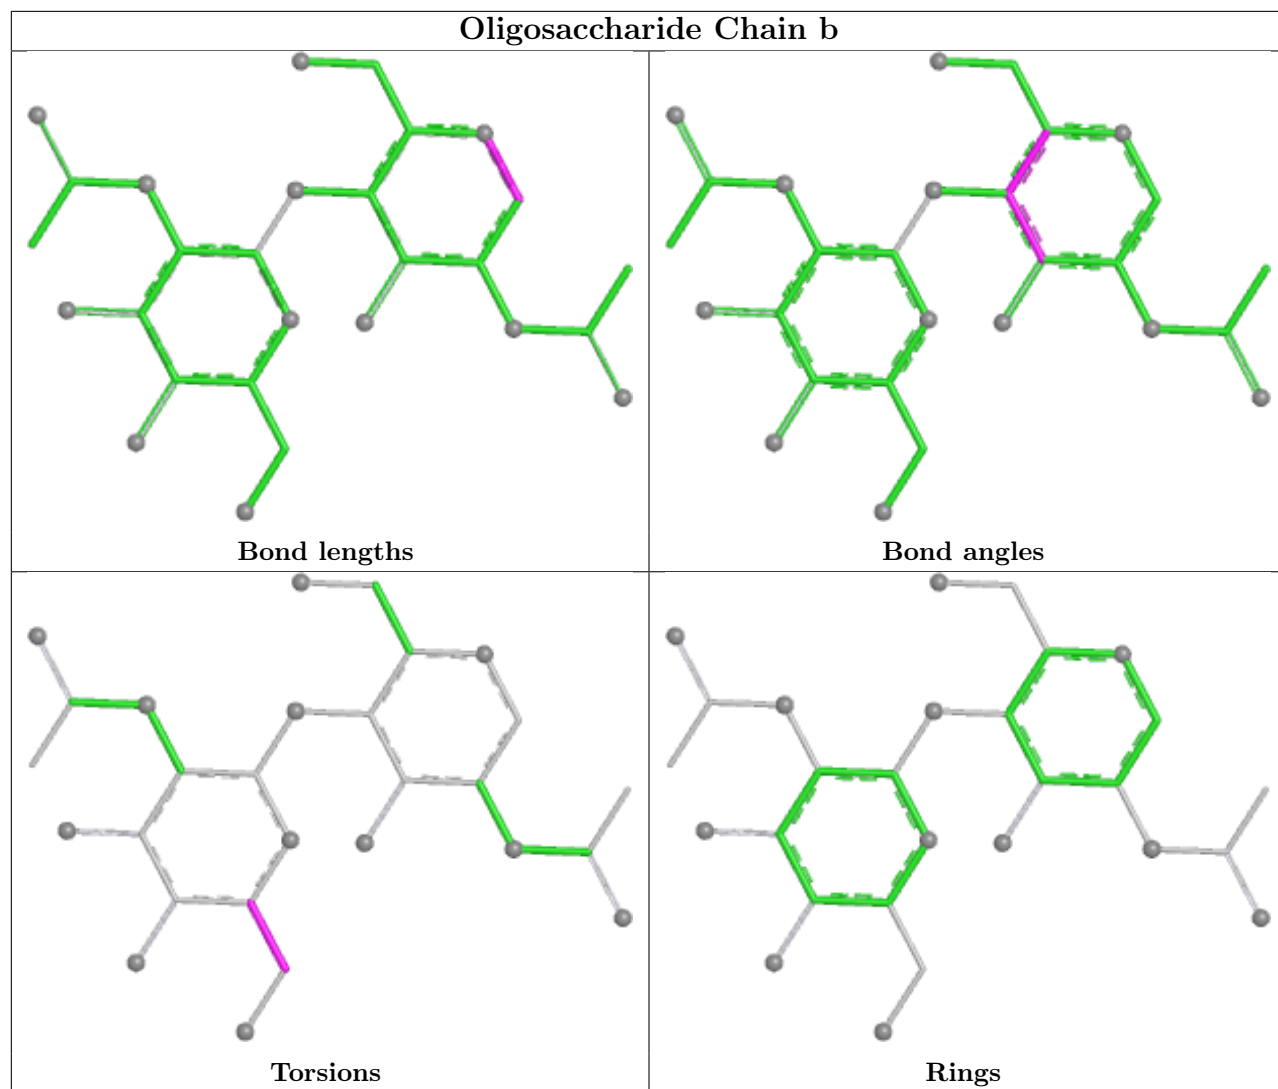 Oligosaccharide Chain b
Bond lengths
Bond angles
Torsions
Rings